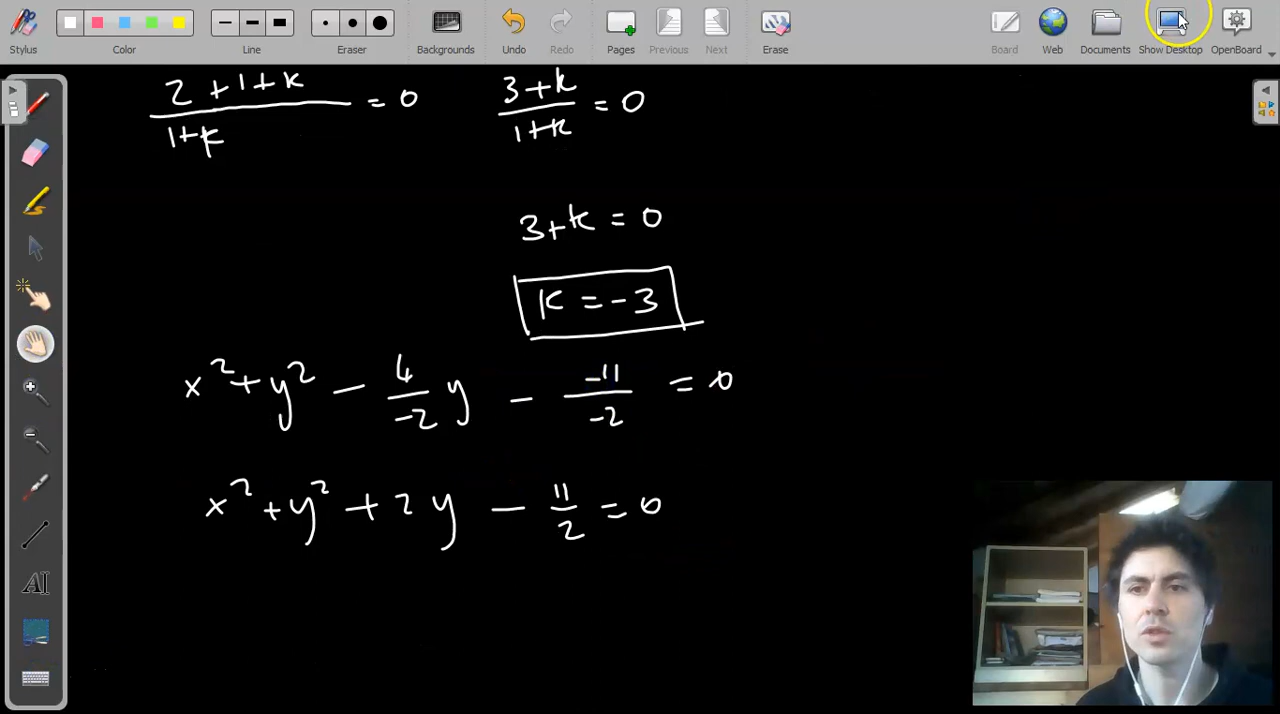 Stylus Color Line Eraser Backgrounds Undo Redo Pages Previous Next Erase Board Web Documents Show Desktop OpenBoard
2+1+k/1+k = 0    3+k/1+k = 0
3+k = 0
k = -3
x² + y² - 4/-2 y - -11/-2 = 0
x² + y² + 2y - 11/2 = 0
AI